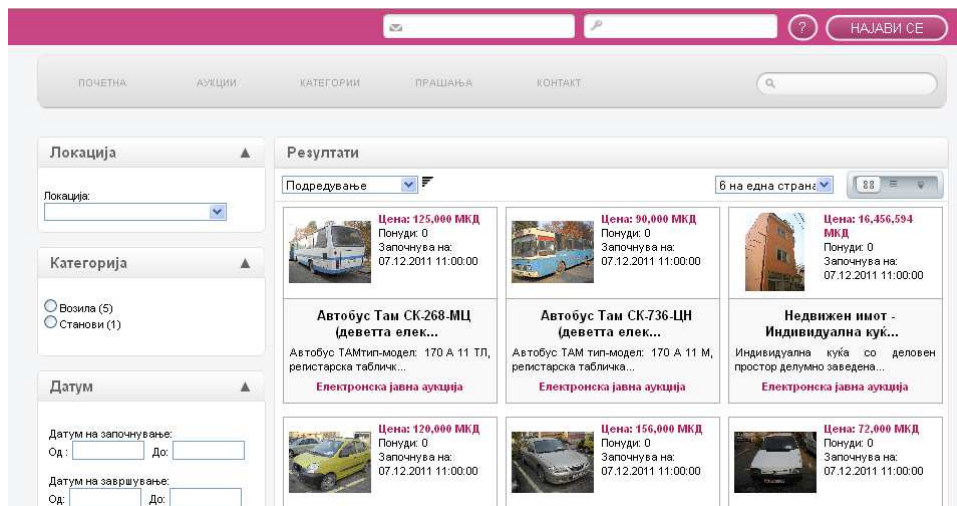 НАЈАВИ СЕ
ПОЧЕТНА АУКЦИИ КАТЕГОРИИ ПРАШАЊА КОНТАКТ
Локација
Локација:
Категорија
Возила (5)
Станови (1)
Датум
Датум на започнување:
Од : До:
Датум на завршување:
Од: До:
Резултати
Подредување 6 на една страна
Цена: 125,000 МКД
Понуди: 0
Започнува на:
07.12.2011 11:00:00
Автобус Там СК-268-МЦ
(деветта елек...
Автобус ТАМтип-модел: 170 А 11 ТЛ,
регистарска табличк...
Електронска јавна аукција
Цена: 90,000 МКД
Понуди: 0
Започнува на:
07.12.2011 11:00:00
Автобус Там СК-736-ЦН
(деветта елек...
Автобус ТАМ тип-модел: 170 А 11 М,
регистарска табличка...
Електронска јавна аукција
Цена: 16,456,594
МКД
Понуди: 0
Започнува на:
07.12.2011 11:00:00
Недвижен имот -
Индивидуална куќ...
Индивидуална куќа со деловен
простор делумно заведена...
Електронска јавна аукција
Цена: 120,000 МКД
Понуди: 0
Започнува на:
07.12.2011 11:00:00
Цена: 156,000 МКД
Понуди: 0
Започнува на:
07.12.2011 11:00:00
Цена: 72,000 МКД
Понуди: 0
Започнува на:
07.12.2011 11:00:00